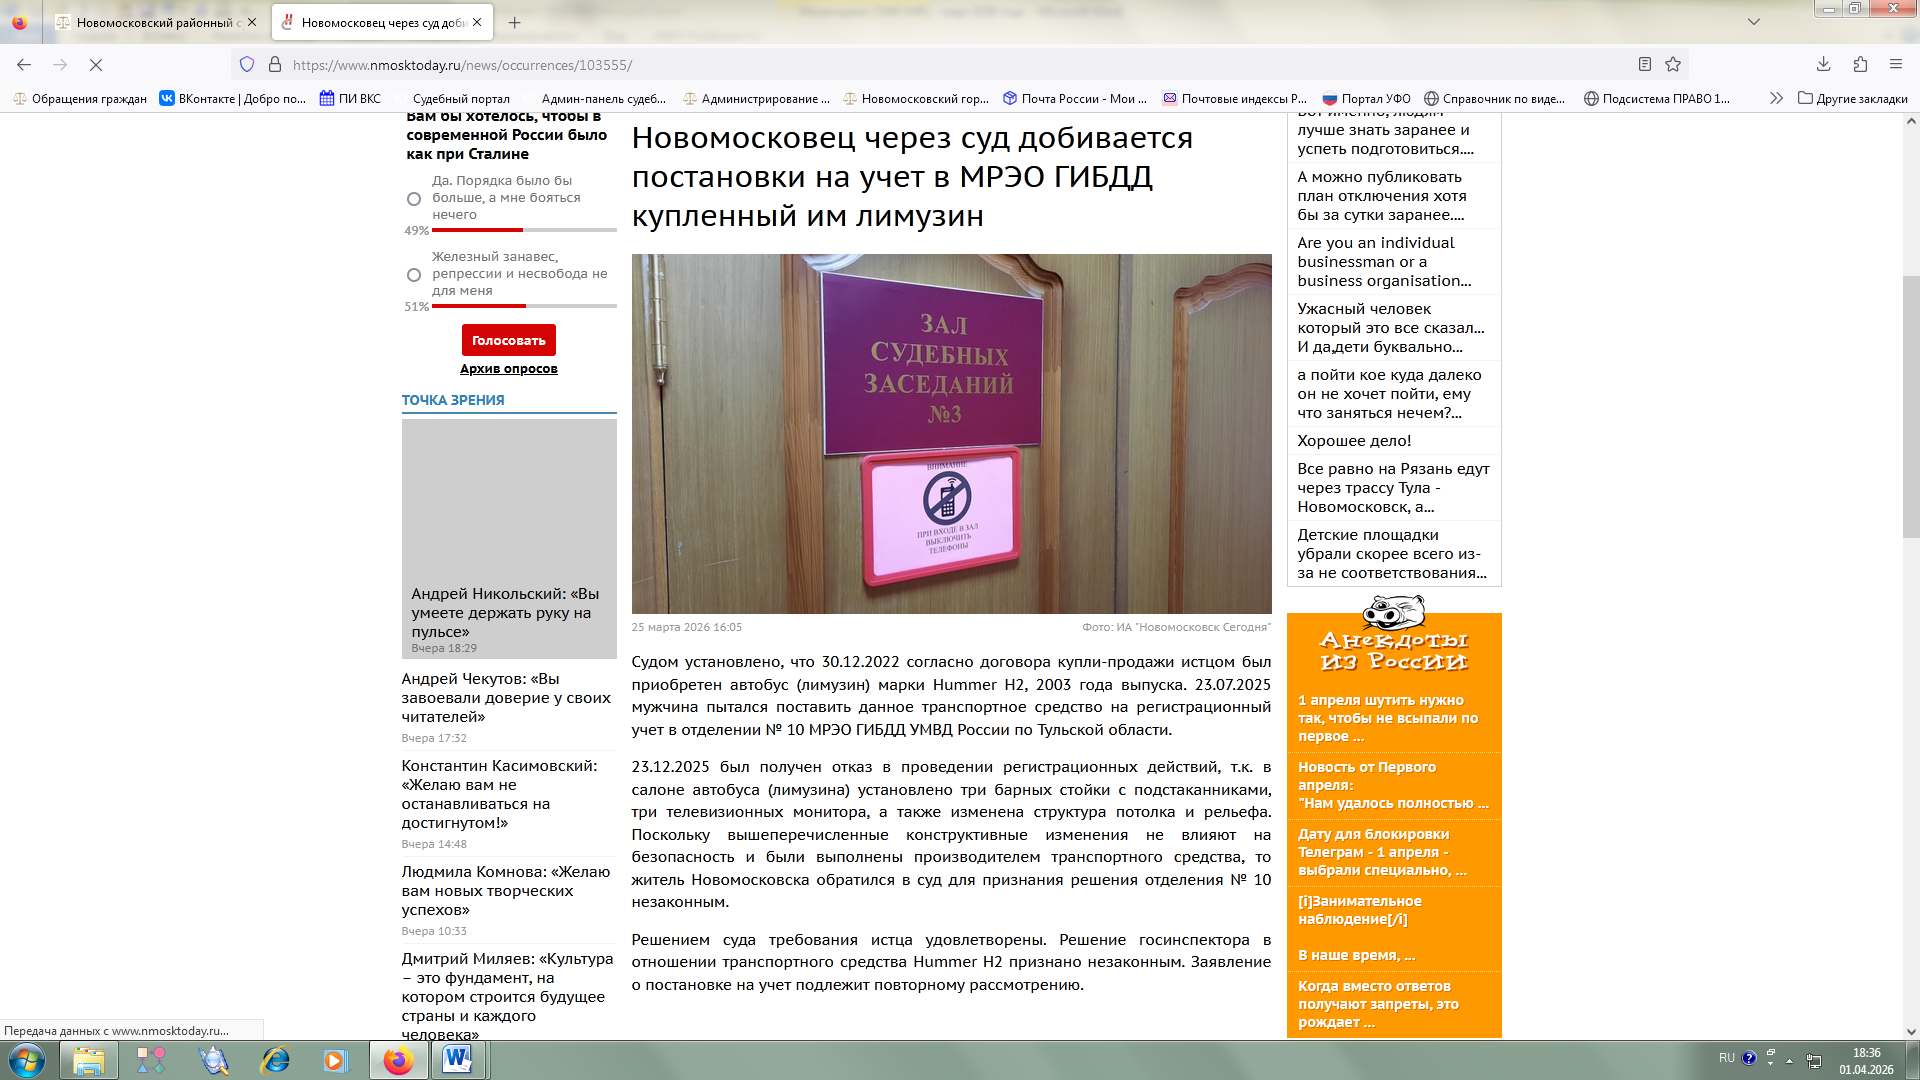 Новомосковский районный с
Новомосковец через суд доби
https://www.nmosktoday.ru/news/occurrences/103555/
Обращения граждан
ВКонтакте | Добро по...
ПИ ВКС
Судебный портал
Админ-панель судеб...
Администрирование ...
Новомосковский гор...
Почта России - Мои ...
Почтовые индексы Р...
Портал УФО
Справочник по виде...
Подсистема ПРАВО 1...
Другие закладки
Вам бы хотелось, чтобы в
современной России было
как при Сталине
Да. Порядка было бы
больше, а мне бояться
нечего
49%
Железный занавес,
репрессии и несвобода не
для меня
51%
Голосовать
Архив опросов
ТОЧКА ЗРЕНИЯ
Андрей Никольский: «Вы
умеете держать руку на
пульсе»
Вчера 18:29
Андрей Чекутов: «Вы
завоевали доверие у своих
читателей»
Вчера 17:32
Константин Касимовский:
«Желаю вам не
останавливаться на
достигнутом!»
Вчера 14:48
Людмила Комнова: «Желаю
вам новых творческих
успехов»
Вчера 10:33
Дмитрий Миляев: «Культура
– это фундамент, на
котором строится будущее
страны и каждого
человека»
Новомосковец через суд добивается
постановки на учет в МРЭО ГИБДД
купленный им лимузин
ЗАЛ
СУДЕБНЫХ
ЗАСЕДАНИЙ
№3
ВНИМАНИЕ
ПРИ ВХОДЕ В ЗАЛ
ВЫКЛЮЧИТЬ
ТЕЛЕФОНЫ
25 марта 2026 16:05
Фото: ИА "Новомосковск Сегодня"
Судом установлено, что 30.12.2022 согласно договора купли-продажи истцом был
приобретен автобус (лимузин) марки Hummer H2, 2003 года выпуска. 23.07.2025
мужчина пытался поставить данное транспортное средство на регистрационный
учет в отделении № 10 МРЭО ГИБДД УМВД России по Тульской области.
23.12.2025 был получен отказ в проведении регистрационных действий, т.к. в
салоне автобуса (лимузина) установлено три барных стойки с подстаканниками,
три телевизионных монитора, а также изменена структура потолка и рельефа.
Поскольку вышеперечисленные конструктивные изменения не влияют на
безопасность и были выполнены производителем транспортного средства, то
житель Новомосковска обратился в суд для признания решения отделения № 10
незаконным.
Решением суда требования истца удовлетворены. Решение госинспектора в
отношении транспортного средства Hummer H2 признано незаконным. Заявление
о постановке на учет подлежит повторному рассмотрению.
Вот именно, людям
лучше знать заранее и
успеть подготовиться....
А можно публиковать
план отключения хотя
бы за сутки заранее....
Are you an individual
businessman or a
business organisation...
Ужасный человек
который это все сказал...
И да,дети буквально...
а пойти кое куда далеко
он не хочет пойти, ему
что заняться нечем?...
Хорошее дело!
Все равно на Рязань едут
через трассу Тула -
Новомосковск, а...
Детские площадки
убрали скорее всего из-
за не соответствования...
Анекдоты
из России
1 апреля шутить нужно
так, чтобы не всыпали по
первое ...
Новость от Первого
апреля:
"Нам удалось полностью ...
Дату для блокировки
Телеграм - 1 апреля -
выбрали специально, ...
[i]Занимательное
наблюдение[/i]
В наше время, ...
Когда вместо ответов
получают запреты, это
рождает ...
Передача данных с www.nmosktoday.ru...
RU
18:36
01.04.2026